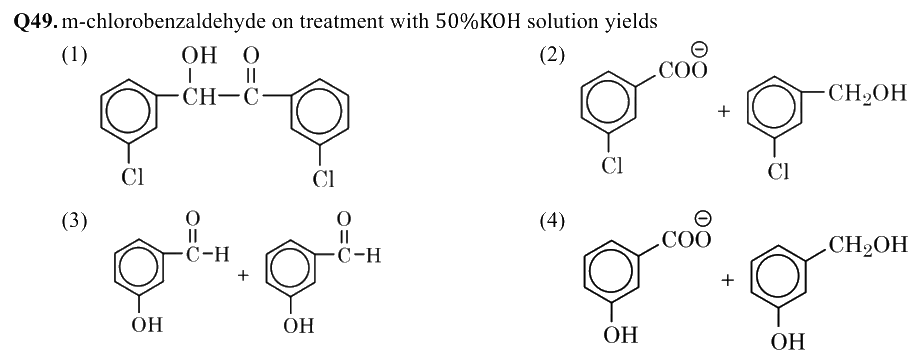 Q49. m-chlorobenzaldehyde on treatment with 50%KOH solution yields
(1)
OH O
CH C
Cl
Cl
(2)
COO⊖
Cl
+
CH₂OH
Cl
(3)
O
C–H
OH
+
O
C–H
OH
(4)
COO⊖
OH
+
CH₂OH
OH